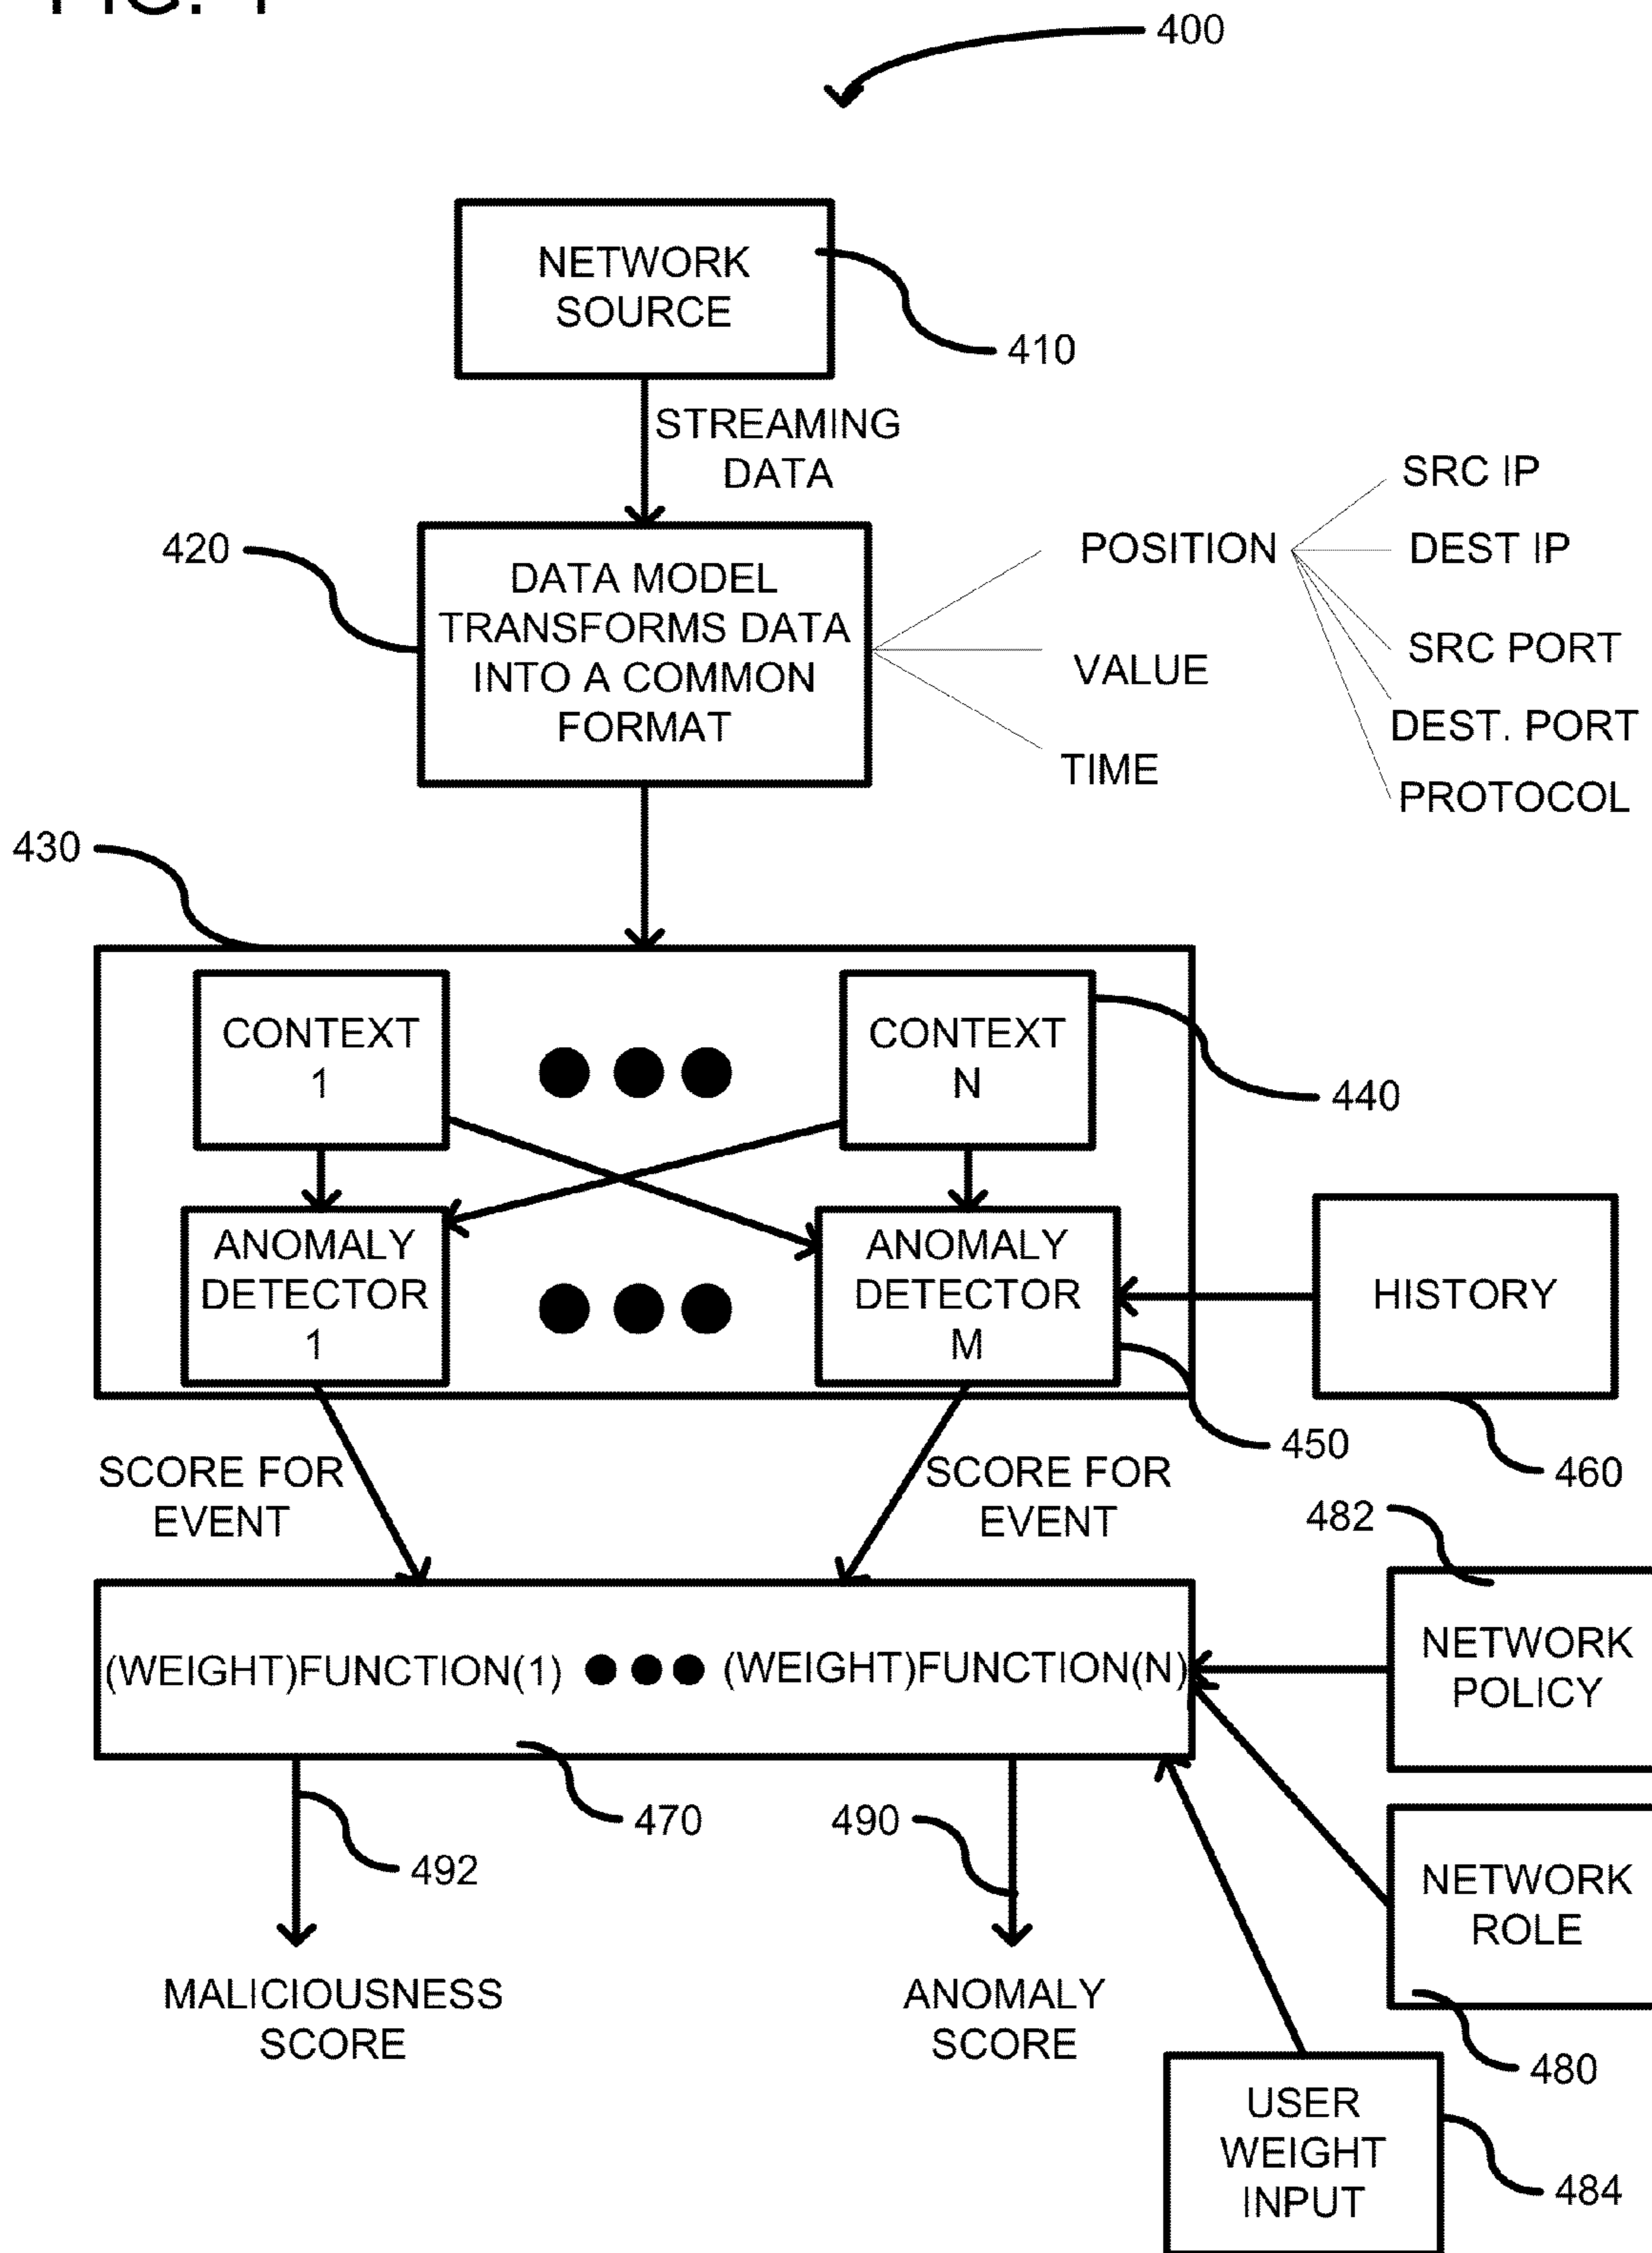 400
NETWORK
SOURCE
410
STREAMING
DATA
420
DATA MODEL
TRANSFORMS DATA
INTO A COMMON
FORMAT
POSITION
VALUE
TIME
SRC IP
DEST IP
SRC PORT
DEST. PORT
PROTOCOL
430
CONTEXT
1
CONTEXT
N
440
ANOMALY
DETECTOR
1
ANOMALY
DETECTOR
M
HISTORY
450
460
SCORE FOR
EVENT
SCORE FOR
EVENT
482
(WEIGHT)FUNCTION(1)
(WEIGHT)FUNCTION(N)
NETWORK
POLICY
470
490
492
NETWORK
ROLE
MALICIOUSNESS
SCORE
ANOMALY
SCORE
480
USER
WEIGHT
INPUT
484